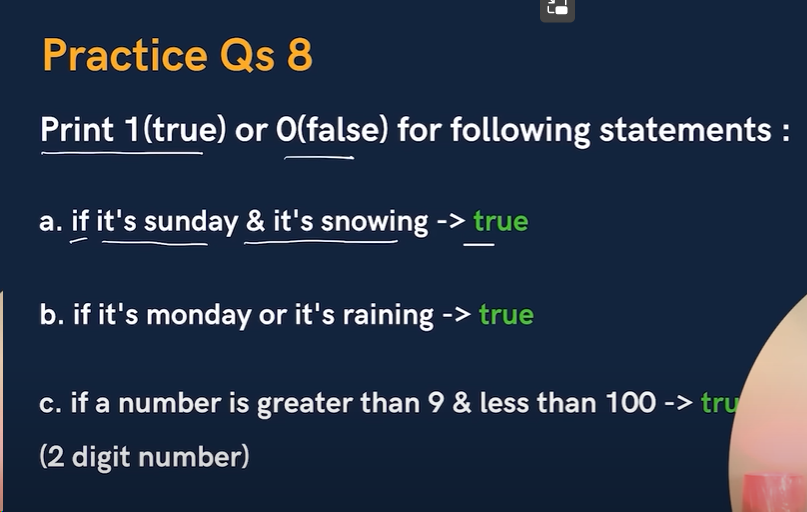 Practice Qs 8
Print 1(true) or 0(false) for following statements :
a. if it's sunday & it's snowing -> true
b. if it's monday or it's raining -> true
c. if a number is greater than 9 & less than 100 -> tru
(2 digit number)